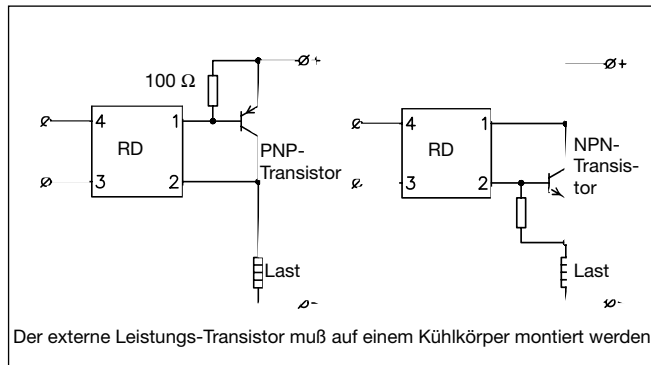 100 Ω
+
4
1
RD
3
2
PNP-
Transistor
Last
-
+
4
1
RD
3
2
NPN-
Transis-
tor
Last
-
Der externe Leistungs-Transistor muß auf einem Kühlkörper montiert werden